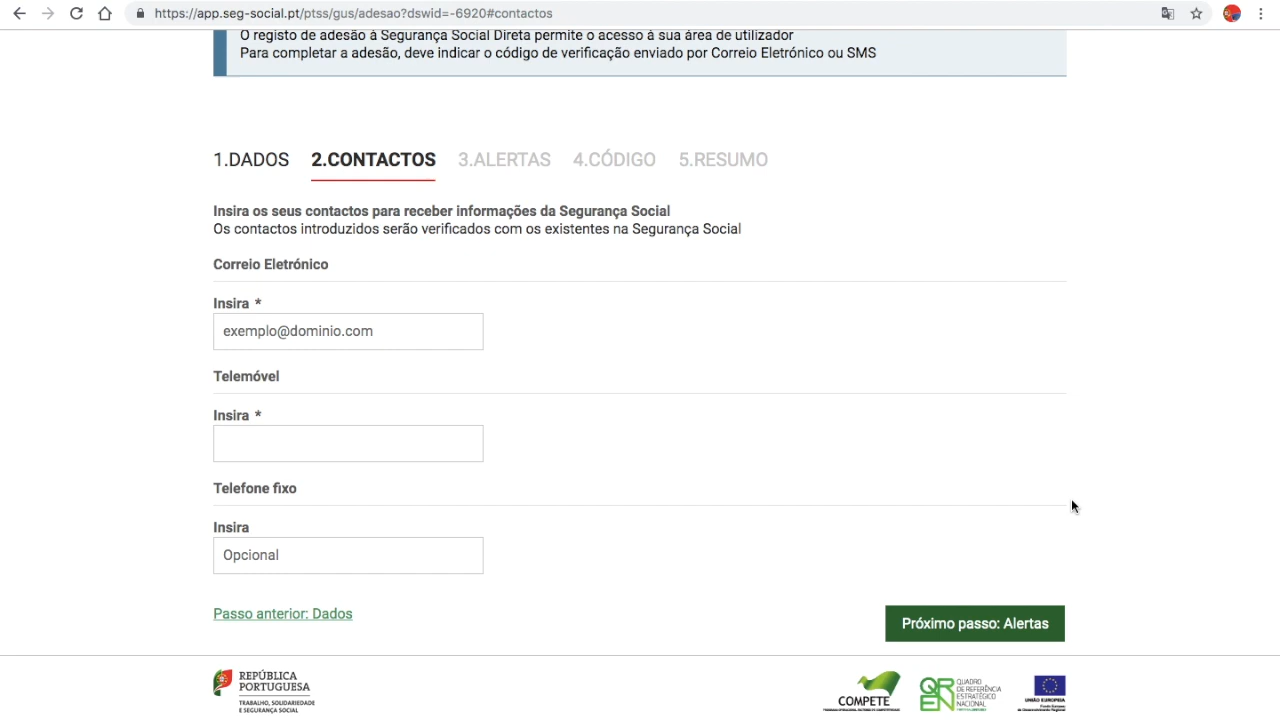 https://app.seg-social.pt/ptss/gus/adesao?dswid=-6920#contactos
O registo de adesão à Segurança Social Direta permite o acesso à sua área de utilizador
Para completar a adesão, deve indicar o código de verificação enviado por Correio Eletrónico ou SMS
1.DADOS 2.CONTACTOS 3.ALERTAS 4.CÓDIGO 5.RESUMO
Insira os seus contactos para receber informações da Segurança Social
Os contactos introduzidos serão verificados com os existentes na Segurança Social
Correio Eletrónico
Insira *
exemplo@dominio.com
Telemóvel
Insira *
Telefone fixo
Insira
Opcional
Passo anterior: Dados
Próximo passo: Alertas
REPÚBLICA
PORTUGUESA
TRABALHO, SOLIDARIEDADE
E SEGURANÇA SOCIAL
COMPETE
QREN
QUADRO
DE REFERÊNCIA
ESTRATÉGICO
NACIONAL
UNIÃO EUROPEIA